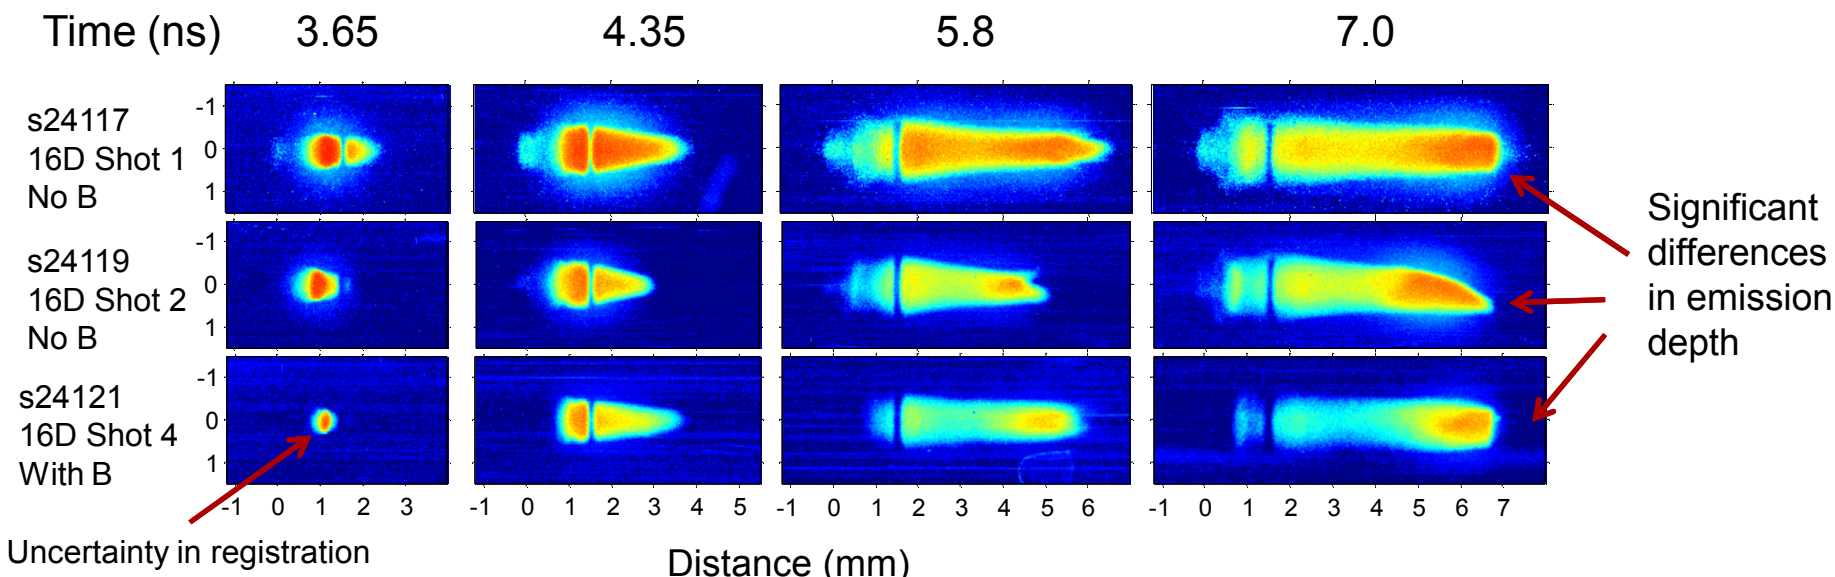 Time (ns) 3.65 4.35 5.8 7.0
s24117
16D Shot 1
No B
-1
0
1
s24119
16D Shot 2
No B
-1
0
1
s24121
16D Shot 4
With B
-1
0
1
-1 0 1 2 3
-1 0 1 2 3 4 5
-1 0 1 2 3 4 5 6
-1 0 1 2 3 4 5 6 7
Significant
differences
in emission
depth
Uncertainty in registration
Distance (mm)